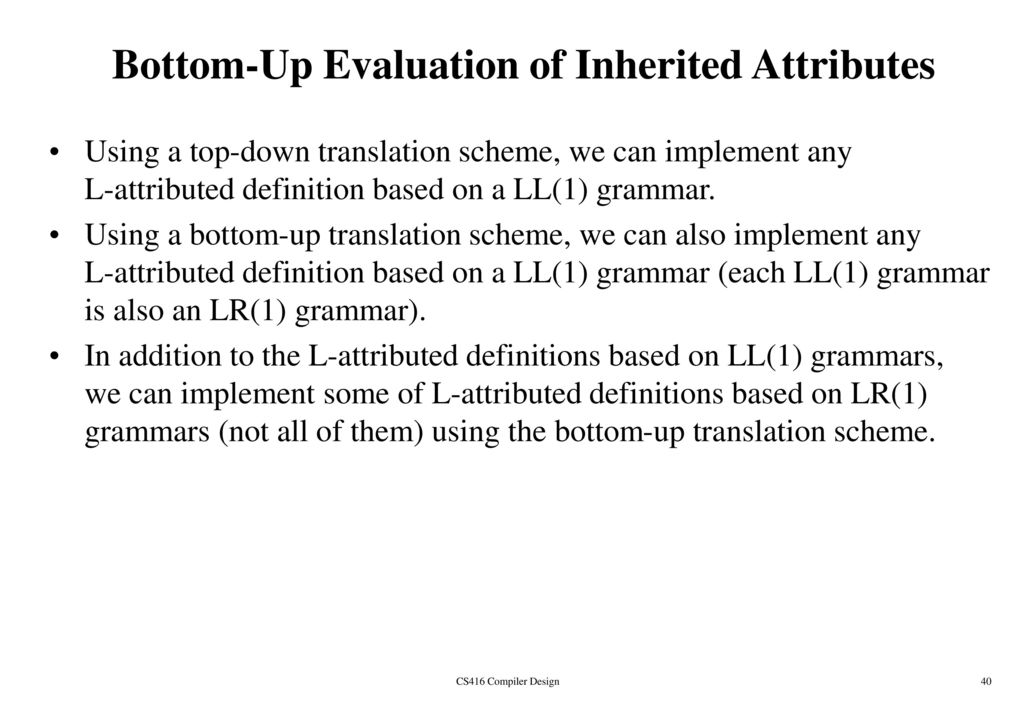 Bottom-Up Evaluation of Inherited Attributes
• Using a top-down translation scheme, we can implement any
L-attributed definition based on a LL(1) grammar.
• Using a bottom-up translation scheme, we can also implement any
L-attributed definition based on a LL(1) grammar (each LL(1) grammar
is also an LR(1) grammar).
• In addition to the L-attributed definitions based on LL(1) grammars,
we can implement some of L-attributed definitions based on LR(1)
grammars (not all of them) using the bottom-up translation scheme.
CS416 Compiler Design
40